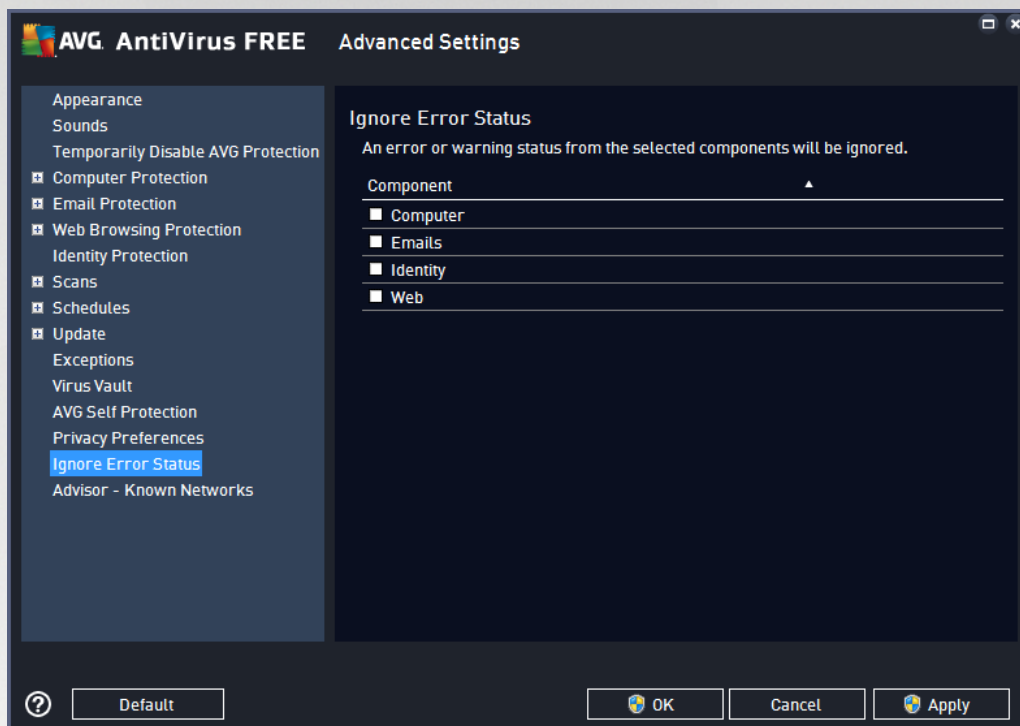 AVG. AntiVirus FREE Advanced Settings
Appearance
Sounds
Temporarily Disable AVG Protection
Computer Protection
Email Protection
Web Browsing Protection
Identity Protection
Scans
Schedules
Update
Exceptions
Virus Vault
AVG Self Protection
Privacy Preferences
Ignore Error Status
Advisor - Known Networks
Ignore Error Status
An error or warning status from the selected components will be ignored.
Component
Computer
Emails
Identity
Web
? Default OK Cancel Apply